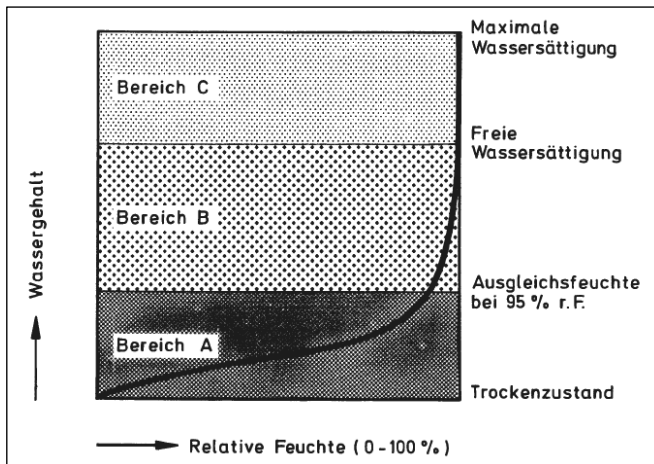 Maximale
Wassersättigung
Bereich C
Freie
Wassersättigung
Bereich B
Wassergehalt
Ausgleichsfeuchte
bei 95 % r.F.
Bereich A
Trockenzustand
Relative Feuchte (0-100 %)